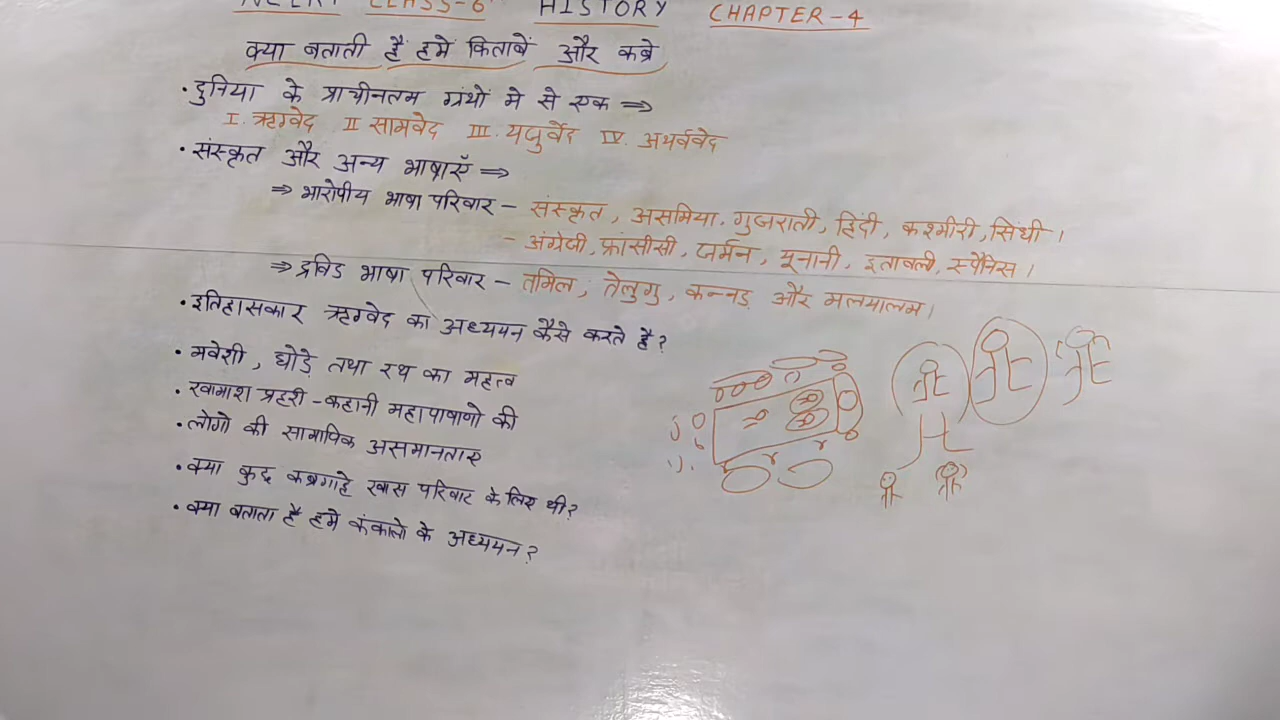 NCERT CLASS-6 HISTORY CHAPTER-4
क्या बताती हैं हमें किताबें और कब्रे
• दुनिया के प्राचीनतम ग्रंथों मे से एक ⇒
I. ऋग्वेद II सामवेद III. यजुर्वेद IV. अथर्ववेद
• संस्कृत और अन्य भाषाएँ ⇒
⇒ भारोपीय भाषा परिवार – संस्कृत, असमिया, गुजराती, हिंदी, कश्मीरी, सिंधी।
– अंग्रेजी, फ्रांसीसी, जर्मन, यूनानी, इतावली, स्पेनिस।
⇒ द्रविड भाषा परिवार – तमिल, तेलुगु, कन्नड़ और मलयालम।
• इतिहासकार ऋग्वेद का अध्ययन कैसे करते है?
• मवेशी, घोड़े तथा रथ का महत्व
• खामोश प्रहरी - कहानी महापाषाणो की
• लोगो की सामाजिक असमानताए
• क्या कुछ कब्रगाहे खास परिवार के लिए थी?
• क्या बताता है हमे कंकालो के अध्ययन?